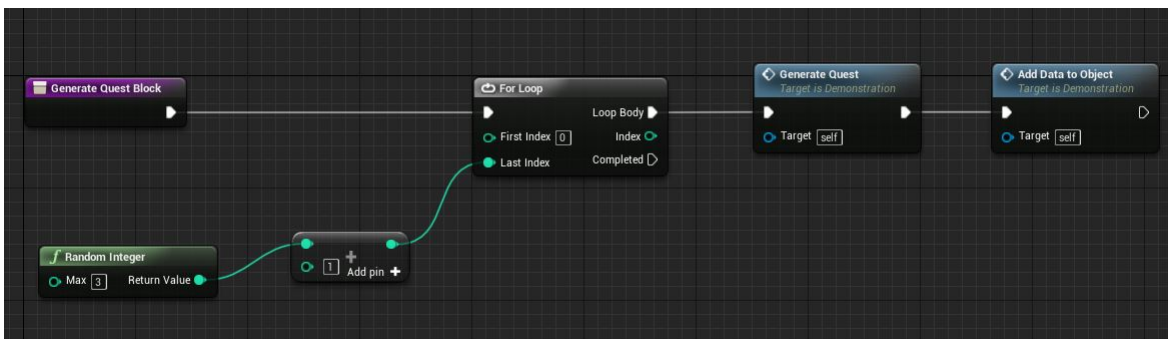 Generate Quest Block
For Loop
Loop Body
First Index 0
Index
Last Index
Completed
Generate Quest
Target is Demonstration
Target self
Add Data to Object
Target is Demonstration
Target self
f Random Integer
Max 3 Return Value
1
Add pin +